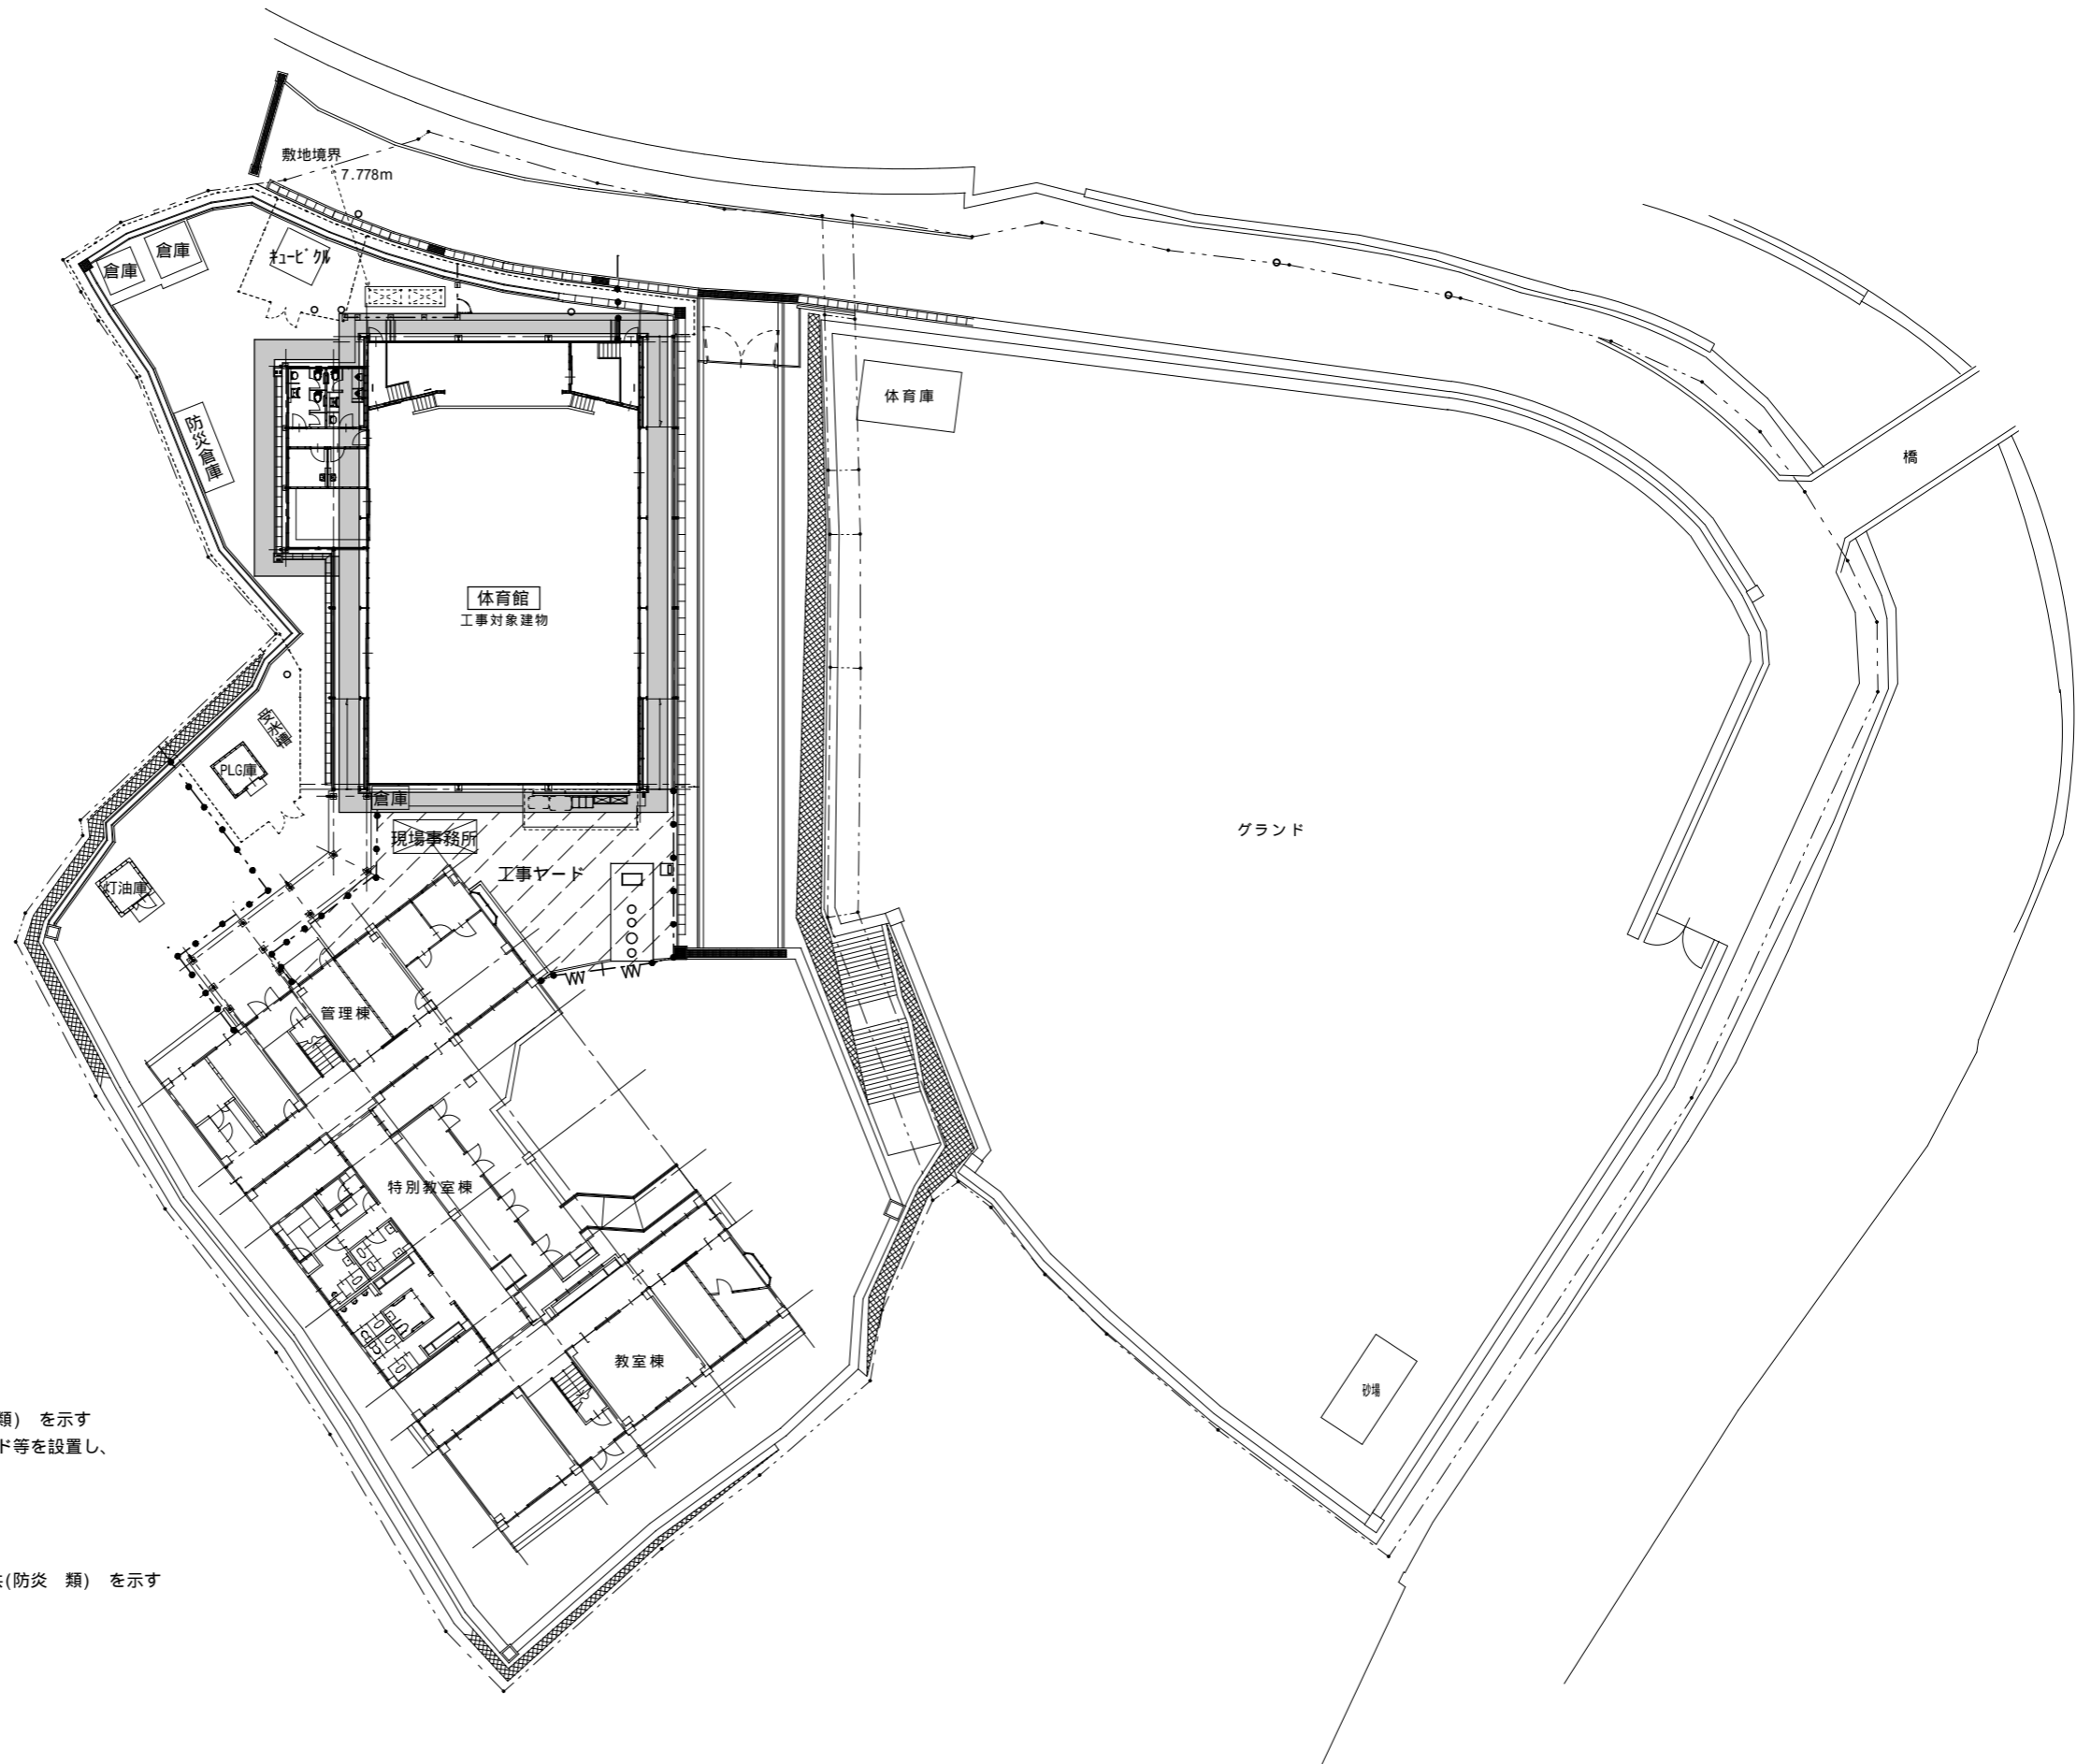 敷地境界
7.778m
倉庫
倉庫
ｷｭｰﾋﾞｸﾙ
防災倉庫
体育庫
橋
体育館
工事対象建物
PLG庫
倉庫
現場事務所
工事ヤード
グランド
灯油庫
管理棟
特別教室棟
教室棟
砂場
類) を示す
ド等を設置し、
(防炎 類) を示す